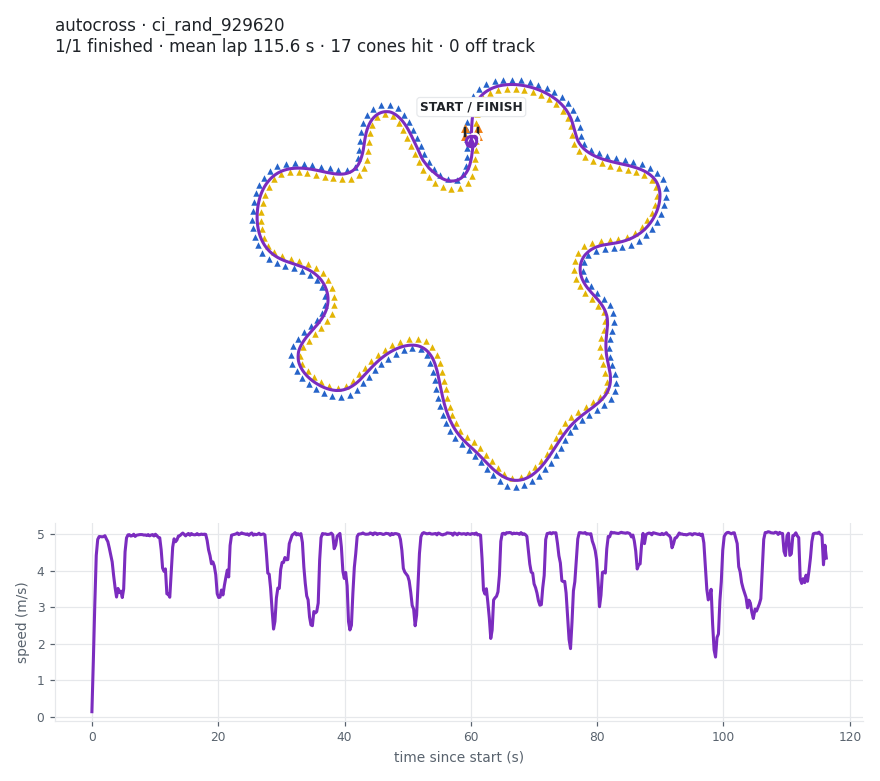 autocross · ci_rand_929620
1/1 finished · mean lap 115.6 s · 17 cones hit · 0 off track
START / FINISH
speed (m/s)
5
4
3
2
1
0
0 20 40 60 80 100 120
time since start (s)